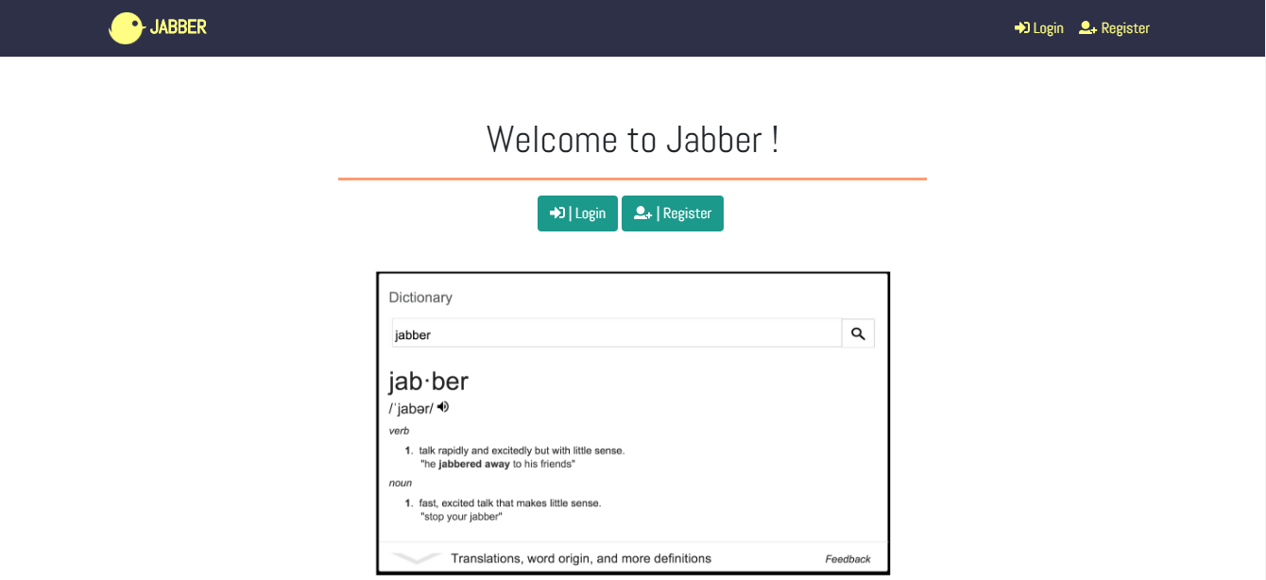 JABBER
Login Register
Welcome to Jabber !
| Login | Register
Dictionary
jabber
jab·ber
/ˈjabər/
verb
1. talk rapidly and excitedly but with little sense.
"he jabbered away to his friends"
noun
1. fast, excited talk that makes little sense.
"stop your jabber"
Translations, word origin, and more definitions Feedback